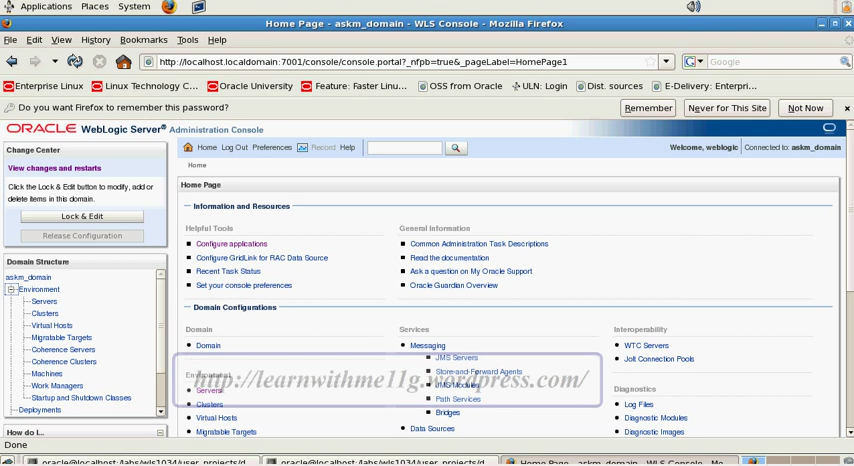 Applications Places System
Home Page - askm_domain - WLS Console - Mozilla Firefox
File Edit View History Bookmarks Tools Help
http://localhost.localdomain:7001/console/console.portal?_nfpb=true&_pageLabel=HomePage1
Google
Enterprise Linux Linux Technology C... Oracle University Feature: Faster Linu... OSS from Oracle ULN: Login Dist. sources E-Delivery: Enterpri...
Do you want Firefox to remember this password?
Remember Never for This Site Not Now
ORACLE WebLogic Server® Administration Console
Change Center
View changes and restarts
Click the Lock & Edit button to modify, add or
delete items in this domain.
Lock & Edit
Release Configuration
Domain Structure
askm_domain
Environment
Servers
Clusters
Virtual Hosts
Migratable Targets
Coherence Servers
Coherence Clusters
Machines
Work Managers
Startup and Shutdown Classes
Deployments
How do I...
Home Log Out Preferences Record Help
Welcome, weblogic Connected to: askm_domain
Home
Home Page
Information and Resources
Helpful Tools
Configure applications
Configure GridLink for RAC Data Source
Recent Task Status
Set your console preferences
General Information
Common Administration Task Descriptions
Read the documentation
Ask a question on My Oracle Support
Oracle Guardian Overview
Domain Configurations
Domain
Domain
Environment
Servers
Clusters
Virtual Hosts
Migratable Targets
Services
Messaging
JMS Servers
Store-and-Forward Agents
JMS Modules
Path Services
Bridges
Data Sources
Interoperability
WTC Servers
Jolt Connection Pools
Diagnostics
Log Files
Diagnostic Modules
Diagnostic Images
http://learnwithme11g.wordpress.com/
Done